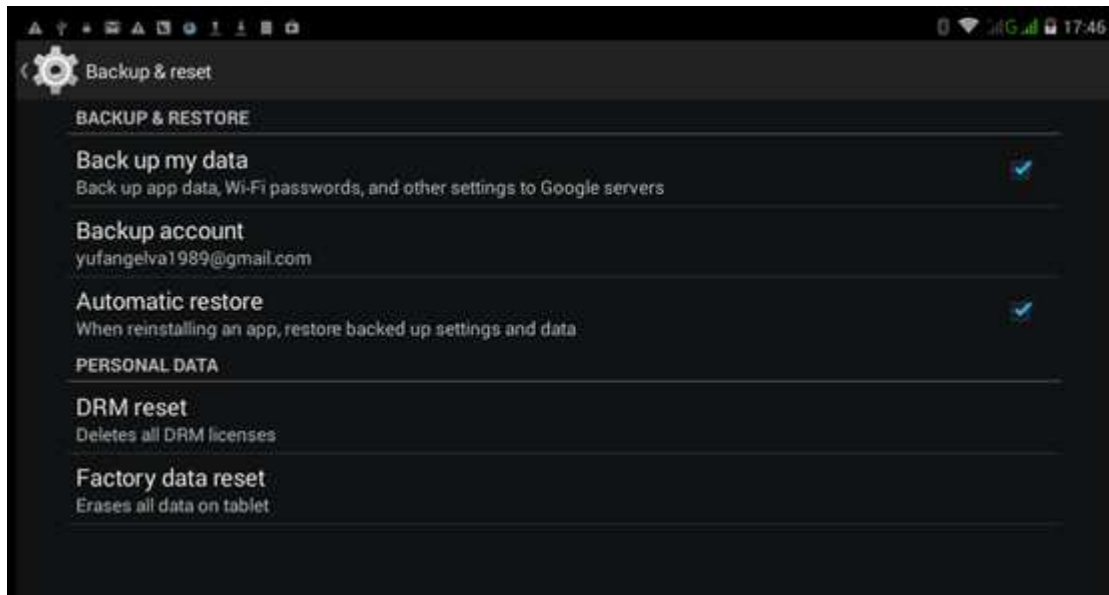 G 17:46
Backup & reset
BACKUP & RESTORE
Back up my data
Back up app data, Wi-Fi passwords, and other settings to Google servers
Backup account
yufangelva1989@gmail.com
Automatic restore
When reinstalling an app, restore backed up settings and data
PERSONAL DATA
DRM reset
Deletes all DRM licenses
Factory data reset
Erases all data on tablet